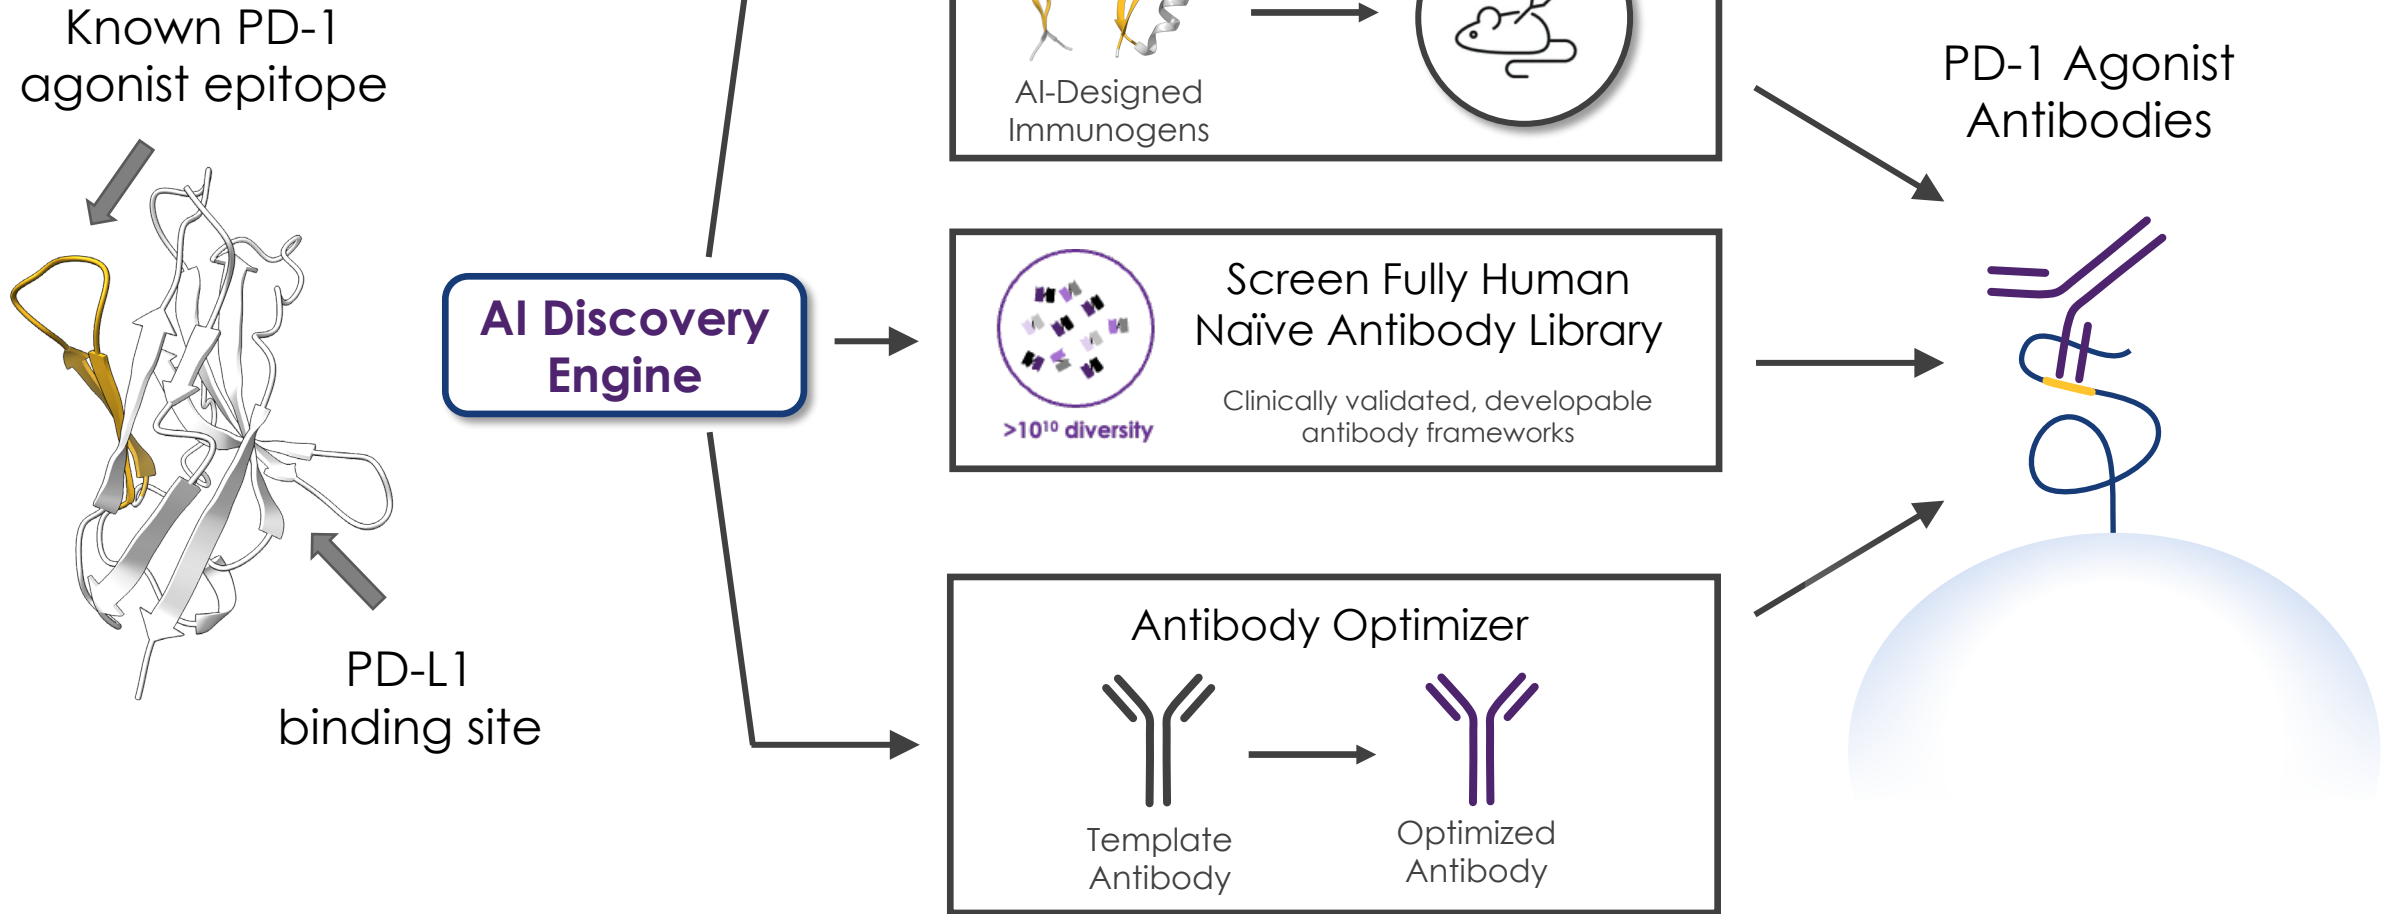 Known PD-1
agonist epitope
PD-L1
binding site
AI Discovery
Engine
AI-Designed
Immunogens
>10¹⁰ diversity
Screen Fully Human
Naïve Antibody Library
Clinically validated, developable
antibody frameworks
Antibody Optimizer
Template
Antibody
Optimized
Antibody
PD-1 Agonist
Antibodies